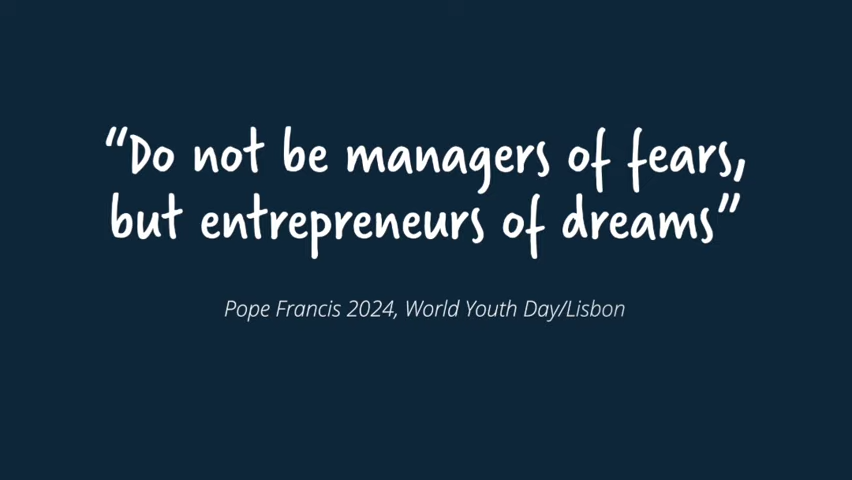 “Do not be managers of fears,
but entrepreneurs of dreams”
Pope Francis 2024, World Youth Day/Lisbon